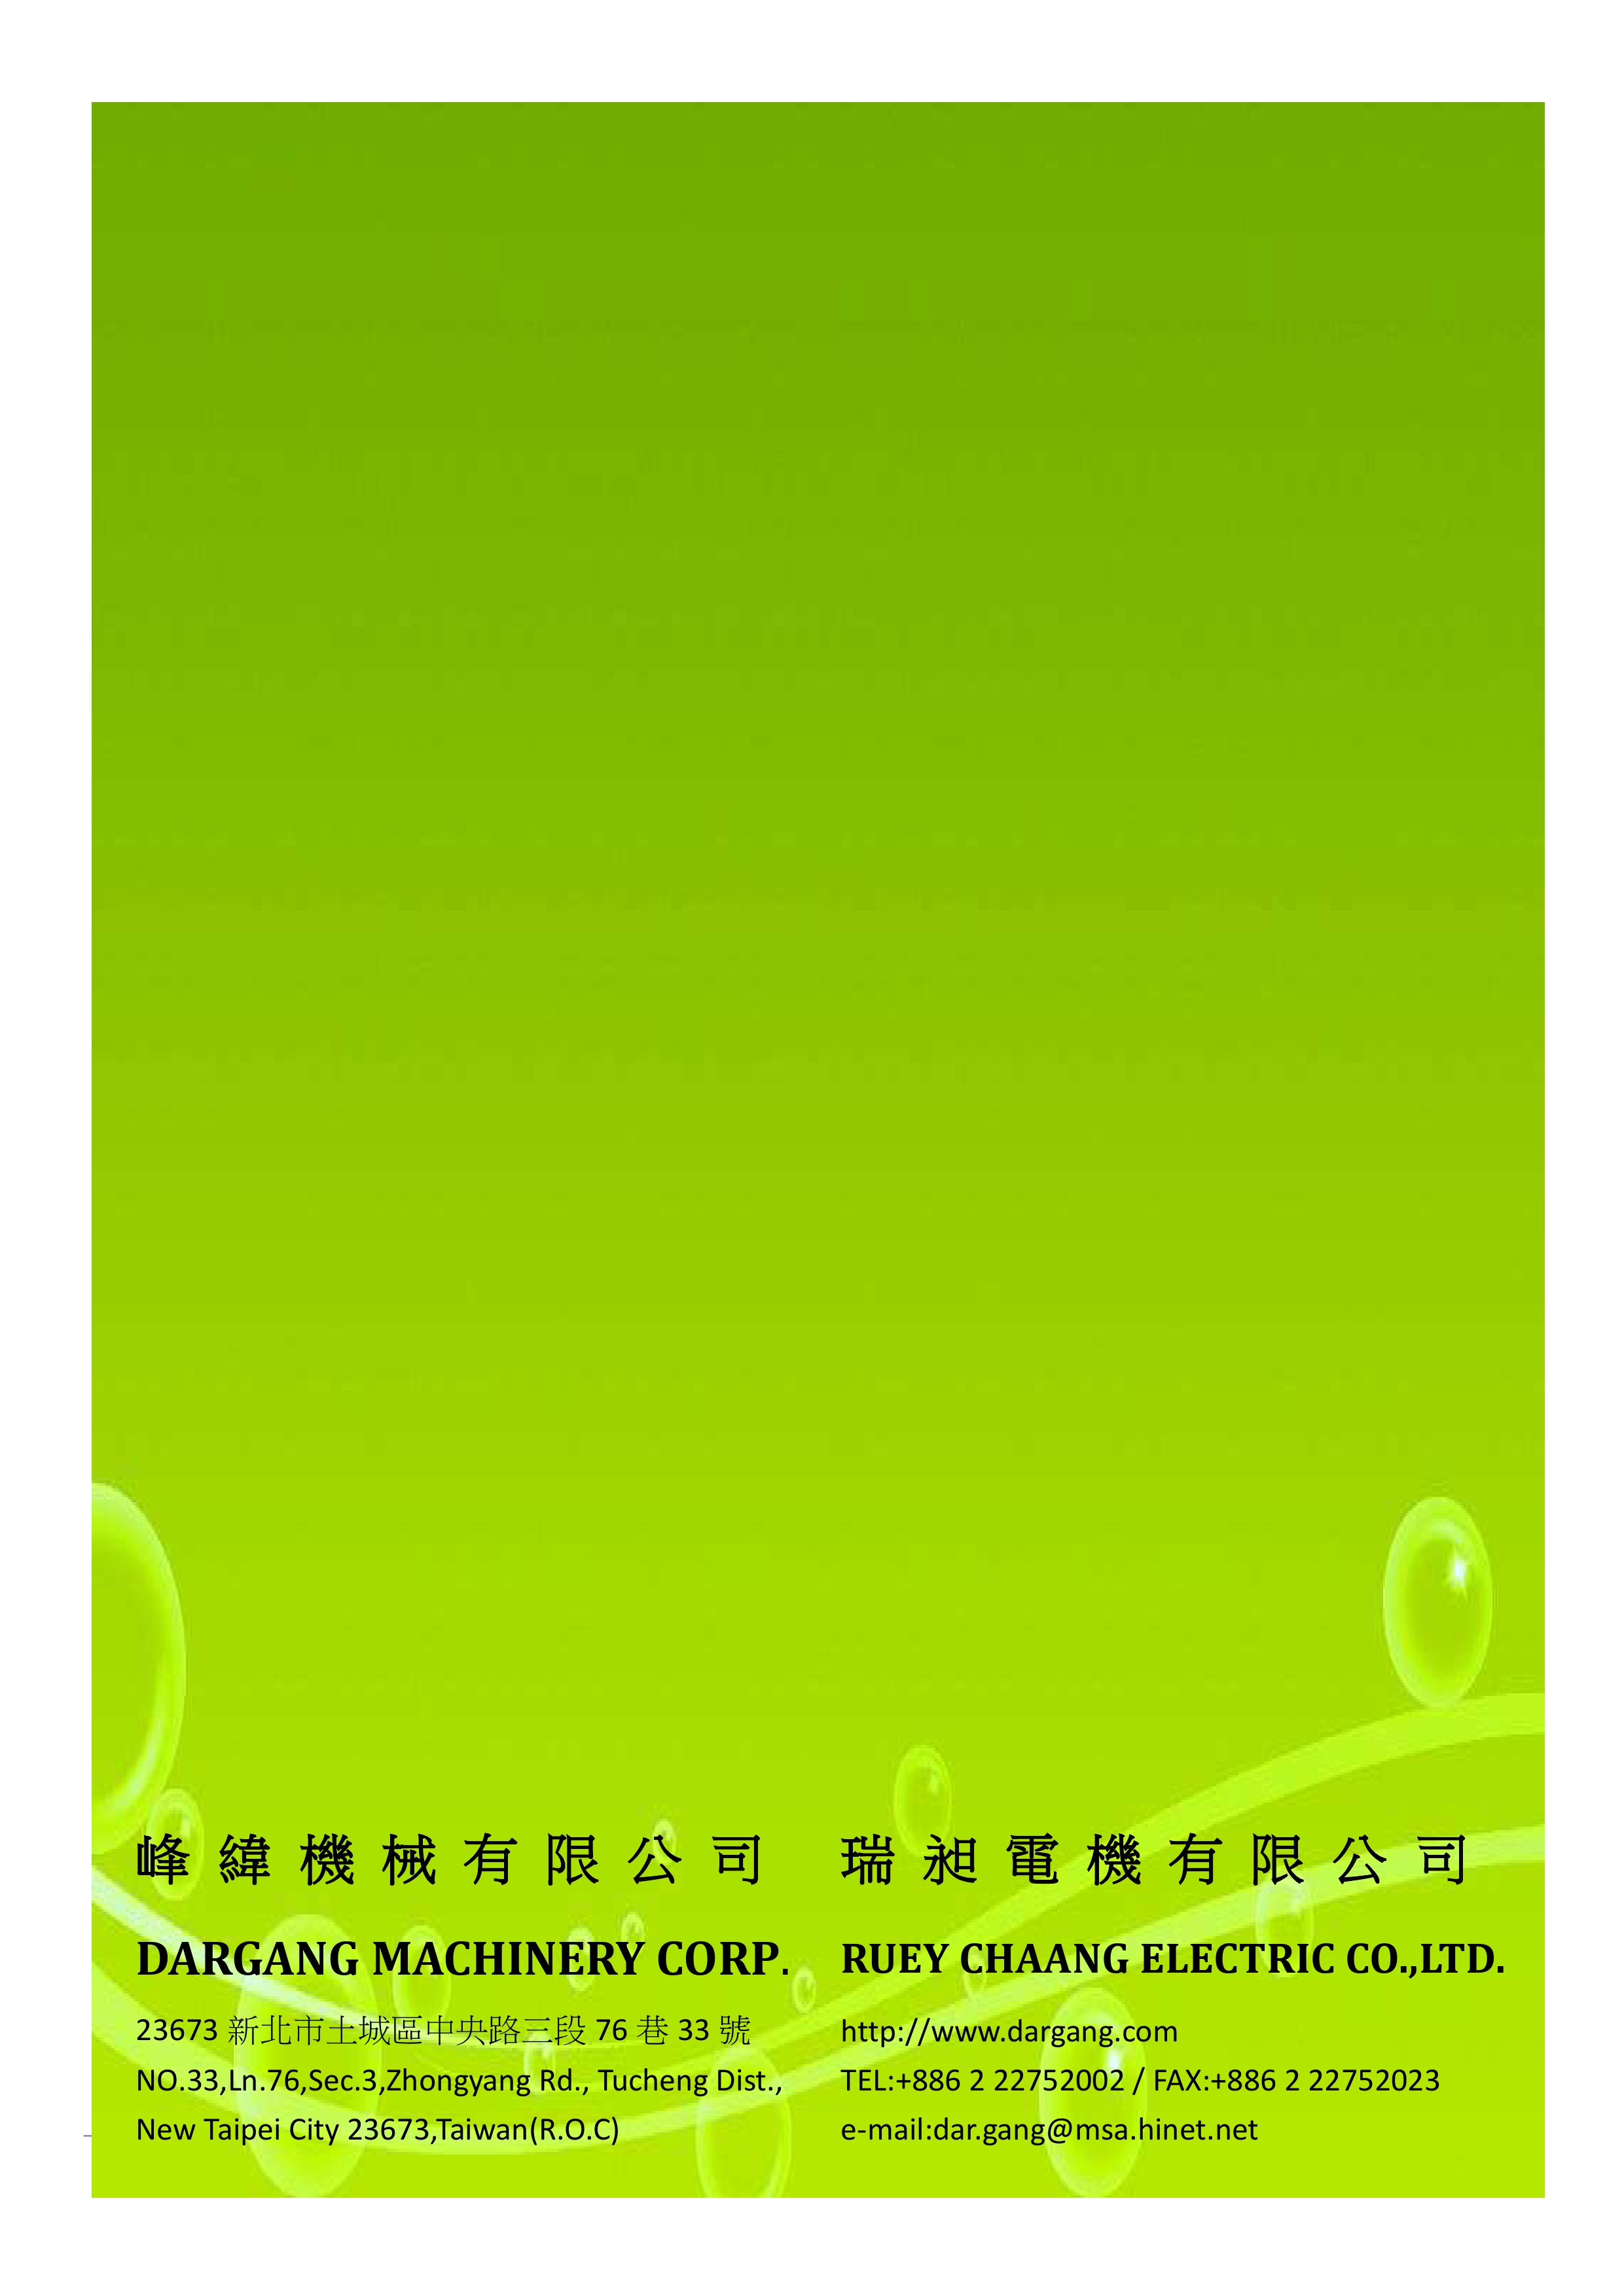 峰緯機械有限公司
DARGANG MACHINERY CORP.
23673 新北市土城區中央路三段 76 巷 33 號
NO.33,Ln.76,Sec.3,Zhongyang Rd., Tucheng Dist.,
New Taipei City 23673,Taiwan(R.O.C)
瑞昶電機有限公司
RUEY CHAANG ELECTRIC CO.,LTD.
http://www.dargang.com
TEL:+886 2 22752002 / FAX:+886 2 22752023
e-mail:dar.gang@msa.hinet.net